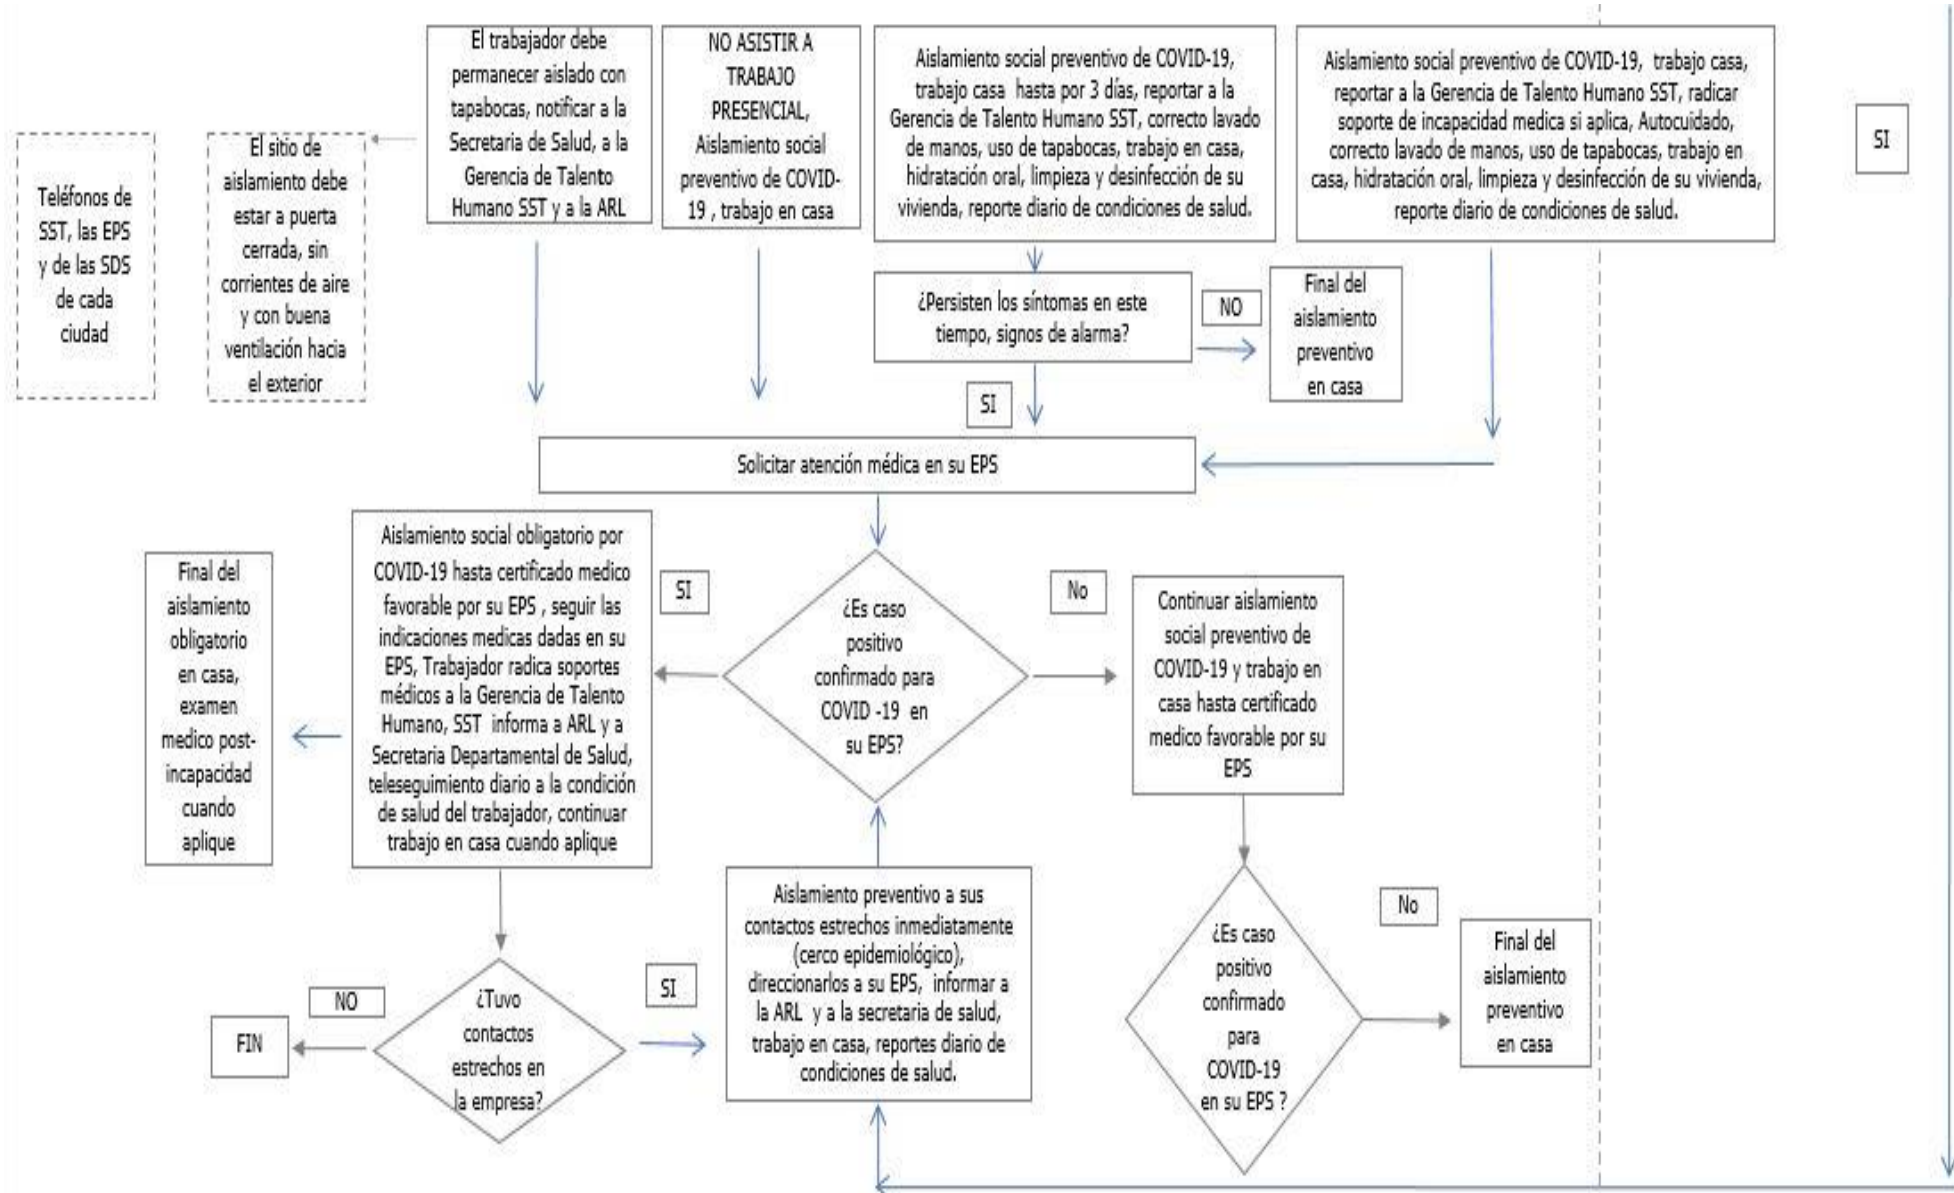 El trabajador debe
permanecer aislado con
tapabocas, notificar a la
Secretaria de Salud, a la
Gerencia de Talento
Humano SST y a la ARL
NO ASISTIR A
TRABAJO
PRESENCIAL,
Aislamiento social
preventivo de COVID-
19 , trabajo en casa
Aislamiento social preventivo de COVID-19,
trabajo casa hasta por 3 días, reportar a la
Gerencia de Talento Humano SST, correcto lavado
de manos, uso de tapabocas, trabajo en casa,
hidratación oral, limpieza y desinfección de su
vivienda, reporte diario de condiciones de salud.
Aislamiento social preventivo de COVID-19, trabajo casa,
reportar a la Gerencia de Talento Humano SST, radicar
soporte de incapacidad medica si aplica, Autocuidado,
correcto lavado de manos, uso de tapabocas, trabajo en
casa, hidratación oral, limpieza y desinfección de su vivienda,
reporte diario de condiciones de salud.
SI
Teléfonos de
SST, las EPS
y de las SDS
de cada
ciudad
El sitio de
aislamiento debe
estar a puerta
cerrada, sin
corrientes de aire
y con buena
ventilación hacia
el exterior
¿Persisten los síntomas en este
tiempo, signos de alarma?
NO
Final del
aislamiento
preventivo
en casa
SI
Solicitar atención médica en su EPS
Final del
aislamiento
obligatorio
en casa,
examen
medico post-
incapacidad
cuando
aplique
Aislamiento social obligatorio por
COVID-19 hasta certificado medico
favorable por su EPS , seguir las
indicaciones medicas dadas en su
EPS, Trabajador radica soportes
médicos a la Gerencia de Talento
Humano, SST informa a ARL y a
Secretaria Departamental de Salud,
teleseguimiento diario a la condición
de salud del trabajador, continuar
trabajo en casa cuando aplique
SI
¿Es caso
positivo
confirmado para
COVID -19 en
su EPS?
No
Continuar aislamiento
social preventivo de
COVID-19 y trabajo en
casa hasta certificado
medico favorable por su
EPS
FIN
NO
¿Tuvo
contactos
estrechos en
la empresa?
SI
Aislamiento preventivo a sus
contactos estrechos inmediatamente
(cerco epidemiológico),
direccionarlos a su EPS, informar a
la ARL y a la secretaria de salud,
trabajo en casa, reportes diario de
condiciones de salud.
¿Es caso
positivo
confirmado
para
COVID-19
en su EPS ?
No
Final del
aislamiento
preventivo
en casa